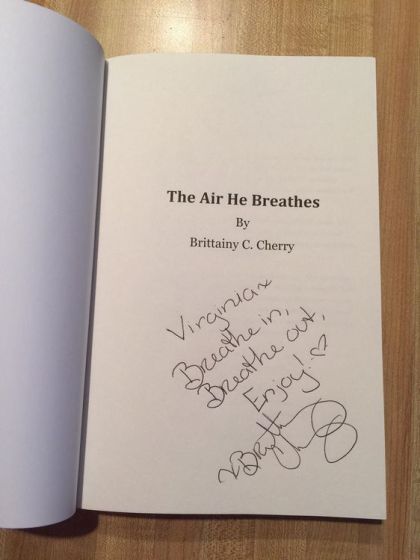 The Air He Breathes
By
Brittainy C. Cherry
Virginia~
Breathe in,
Breathe out,
Enjoy! ♡